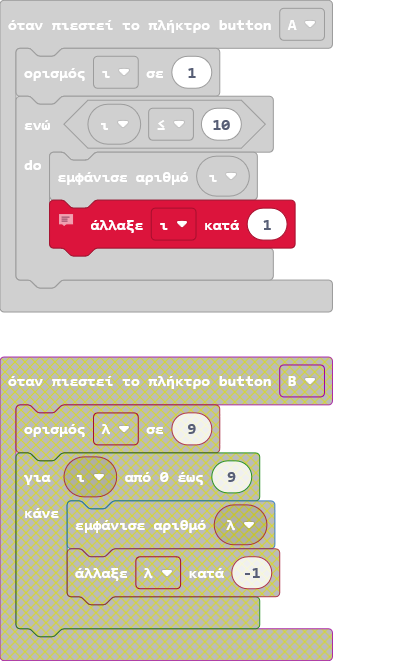 όταν πιεστεί το πλήκτρο button A
ορισμός ι σε 1
ενώ ι ≤ 10
do
εμφάνισε αριθμό ι
άλλαξε ι κατά 1
όταν πιεστεί το πλήκτρο button B
ορισμός λ σε 9
για ι από 0 έως 9
κάνε
εμφάνισε αριθμό λ
άλλαξε λ κατά -1